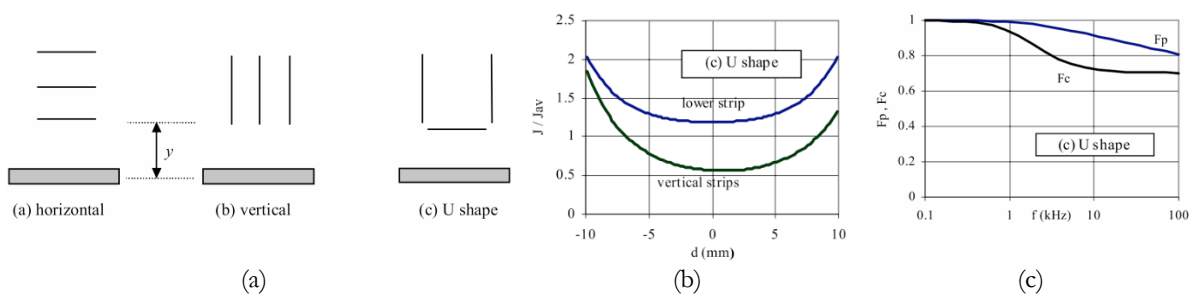 y
(a) horizontal
(b) vertical
(c) U shape
(a)
2.5
2
1.5
1
0.5
0
J / Jav
(c) U shape
lower strip
vertical strips
-10
-5
0
5
10
d (mm)
(b)
1
0.8
0.6
0.4
0.2
0
Fp , Fc
Fp
Fc
(c) U shape
0.1
1
f (kHz)
10
100
(c)